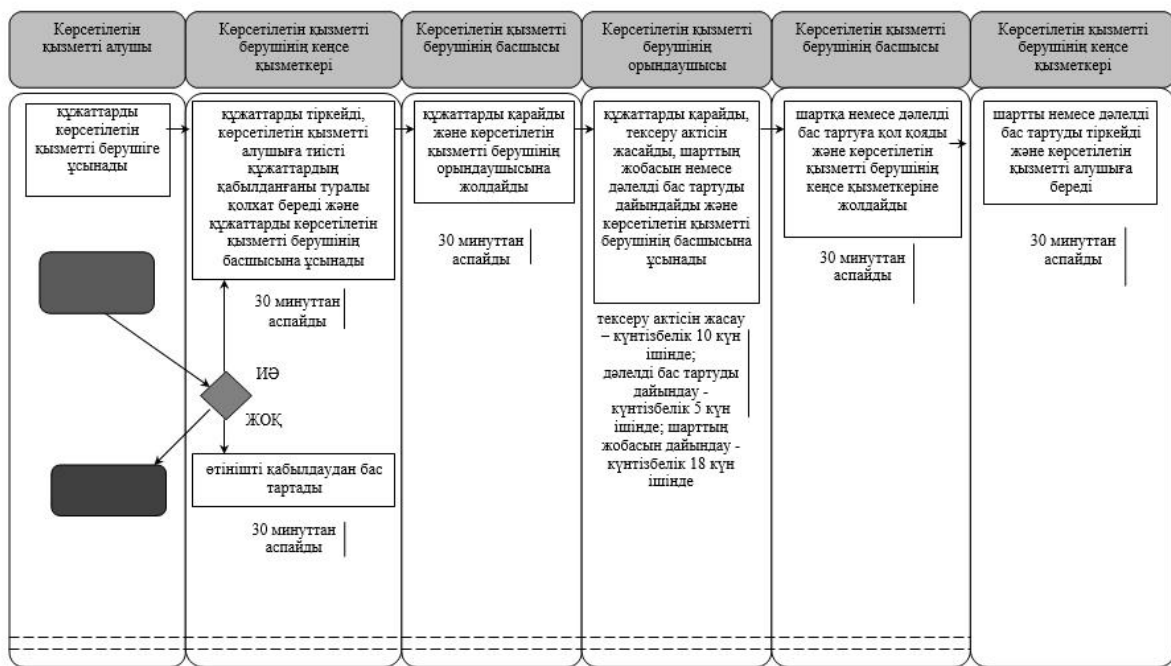 Көрсетілетін
қызметті алушы
Көрсетілетін қызметті
берушінің кеңсе
қызметкері
Көрсетілетін қызметті
берушінің басшысы
Көрсетілетін қызметті
берушінің
орындаушысы
Көрсетілетін қызметті
берушінің басшысы
Көрсетілетін қызметті
берушінің кеңсе
қызметкері
құжаттарды
көрсетілетін
қызметті берушіге
ұсынады
құжаттарды тіркейді,
көрсетілетін қызметті
алушыға тиісті
құжаттардың
қабылданғаны туралы
қолхат береді және
құжаттарды көрсетілетін
қызметті берушінің
басшысына ұсынады
30 минуттан
аспайды
ИӘ
ЖОҚ
өтінішті қабылдаудан бас
тартады
30 минуттан
аспайды
құжаттарды қарайды
және көрсетілетін
қызметті берушінің
орындаушысына
жолдайды
30 минуттан
аспайды
құжаттарды қарайды,
тексеру актісін
жасайды, шарттың
жобасын немесе
дәлелді бас тартуды
дайындайды және
көрсетілетін қызметті
берушінің басшысына
ұсынады
тексеру актісін жасау
– күнтізбелік 10 күн
ішінде;
дәлелді бас тартуды
дайындау -
күнтізбелік 5 күн
ішінде; шарттың
жобасын дайындау -
күнтізбелік 18 күн
ішінде
шартқа немесе дәлелді
бас тартуға қол қояды
және көрсетілетін
қызметті берушінің
кеңсе қызметкеріне
жолдайды
30 минуттан
аспайды
шартты немесе дәлелді
бас тартуды тіркейді
және көрсетілетін
қызметті алушыға
береді
30 минуттан
аспайды